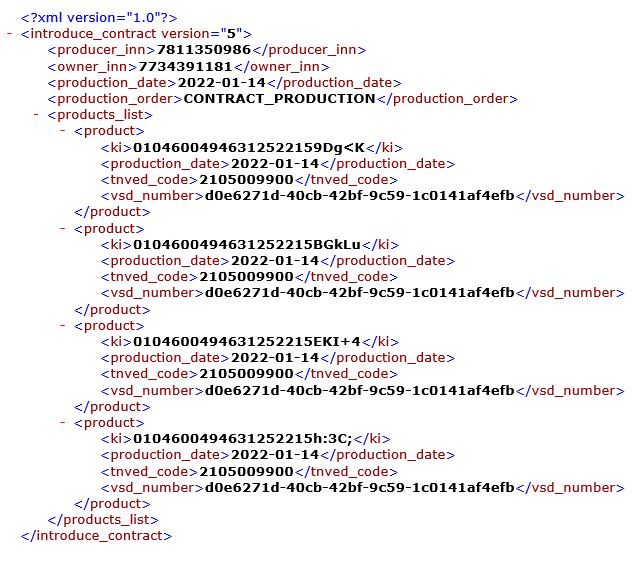 <?xml version="1.0"?>
- <introduce_contract version="5">
<producer_inn>7811350986</producer_inn>
<owner_inn>7734391181</owner_inn>
<production_date>2022-01-14</production_date>
<production_order>CONTRACT_PRODUCTION</production_order>
- <products_list>
- <product>
<ki>01046004946312522159Dg<K</ki>
<production_date>2022-01-14</production_date>
<tnved_code>2105009900</tnved_code>
<vsd_number>d0e6271d-40cb-42bf-9c59-1c0141af4efb</vsd_number>
</product>
- <product>
<ki>0104600494631252215BGkLu</ki>
<production_date>2022-01-14</production_date>
<tnved_code>2105009900</tnved_code>
<vsd_number>d0e6271d-40cb-42bf-9c59-1c0141af4efb</vsd_number>
</product>
- <product>
<ki>0104600494631252215EKI+4</ki>
<production_date>2022-01-14</production_date>
<tnved_code>2105009900</tnved_code>
<vsd_number>d0e6271d-40cb-42bf-9c59-1c0141af4efb</vsd_number>
</product>
- <product>
<ki>0104600494631252215h:3C;</ki>
<production_date>2022-01-14</production_date>
<tnved_code>2105009900</tnved_code>
<vsd_number>d0e6271d-40cb-42bf-9c59-1c0141af4efb</vsd_number>
</product>
</products_list>
</introduce_contract>